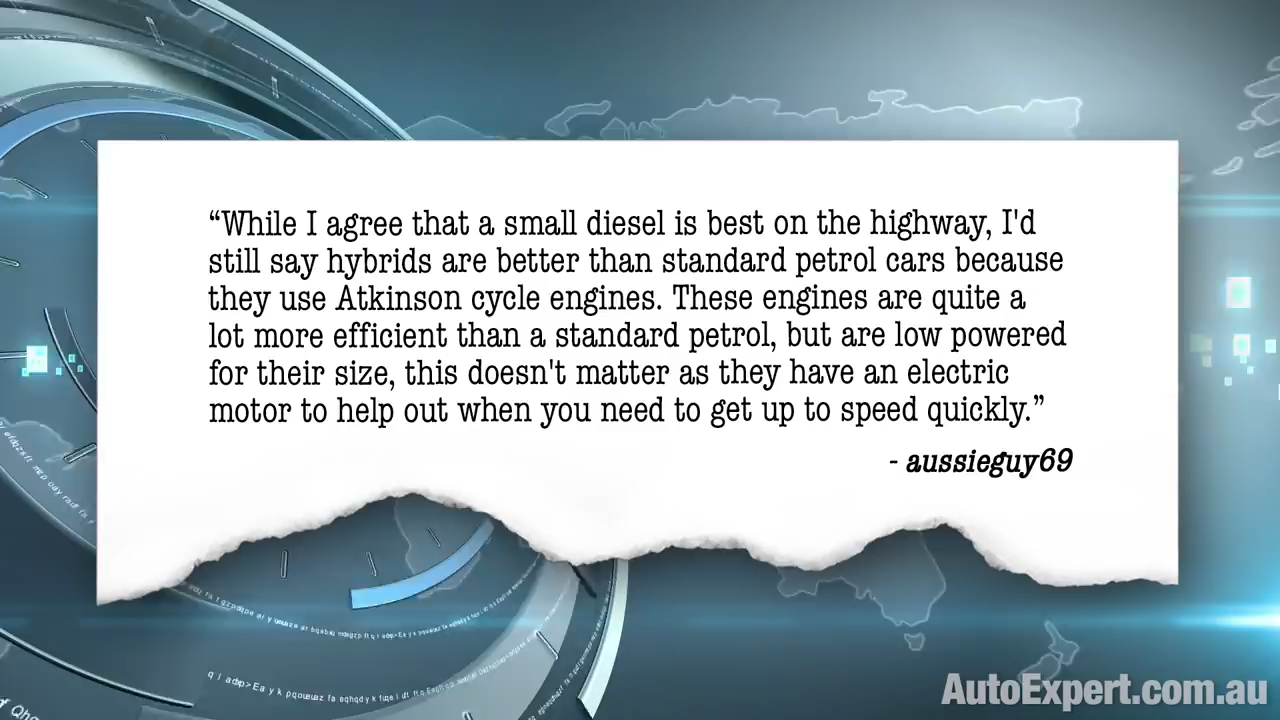 “While I agree that a small diesel is best on the highway, I'd
still say hybrids are better than standard petrol cars because
they use Atkinson cycle engines. These engines are quite a
lot more efficient than a standard petrol, but are low powered
for their size, this doesn't matter as they have an electric
motor to help out when you need to get up to speed quickly.”
- aussieguy69
AutoExpert.com.au